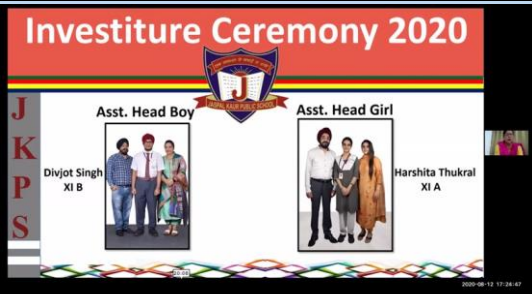 Investiture Ceremony 2020
J
JASPAL KAUR PUBLIC SCHOOL
J
K
P
S
Asst. Head Boy
Divjot Singh
XI B
Asst. Head Girl
Harshita Thukral
XI A
2020-08-12 17:24:47